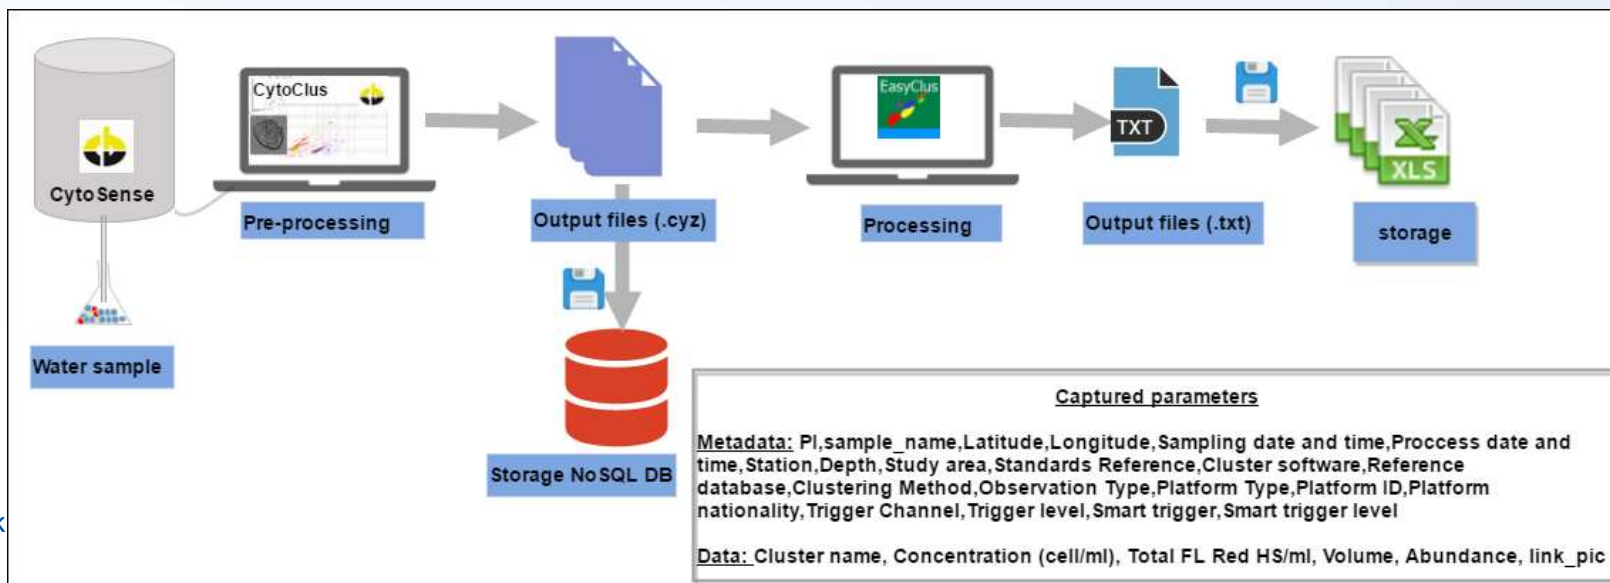 CytoClus
EasyClus
TXT
XLS
CytoSense
Pre-processing
Output files (.cyz)
Processing
Output files (.txt)
storage
Water sample
Storage NoSQL DB
Captured parameters
Metadata: PI,sample_name,Latitude,Longitude,Sampling date and time,Proccess date and
time,Station,Depth,Study area,Standards Reference,Cluster software,Reference
database,Clustering Method,Observation Type,Platform Type,Platform ID,Platform
nationality,Trigger Channel,Trigger level,Smart trigger,Smart trigger level
Data: Cluster name, Concentration (cell/ml), Total FL Red HS/ml, Volume, Abundance, link_pic